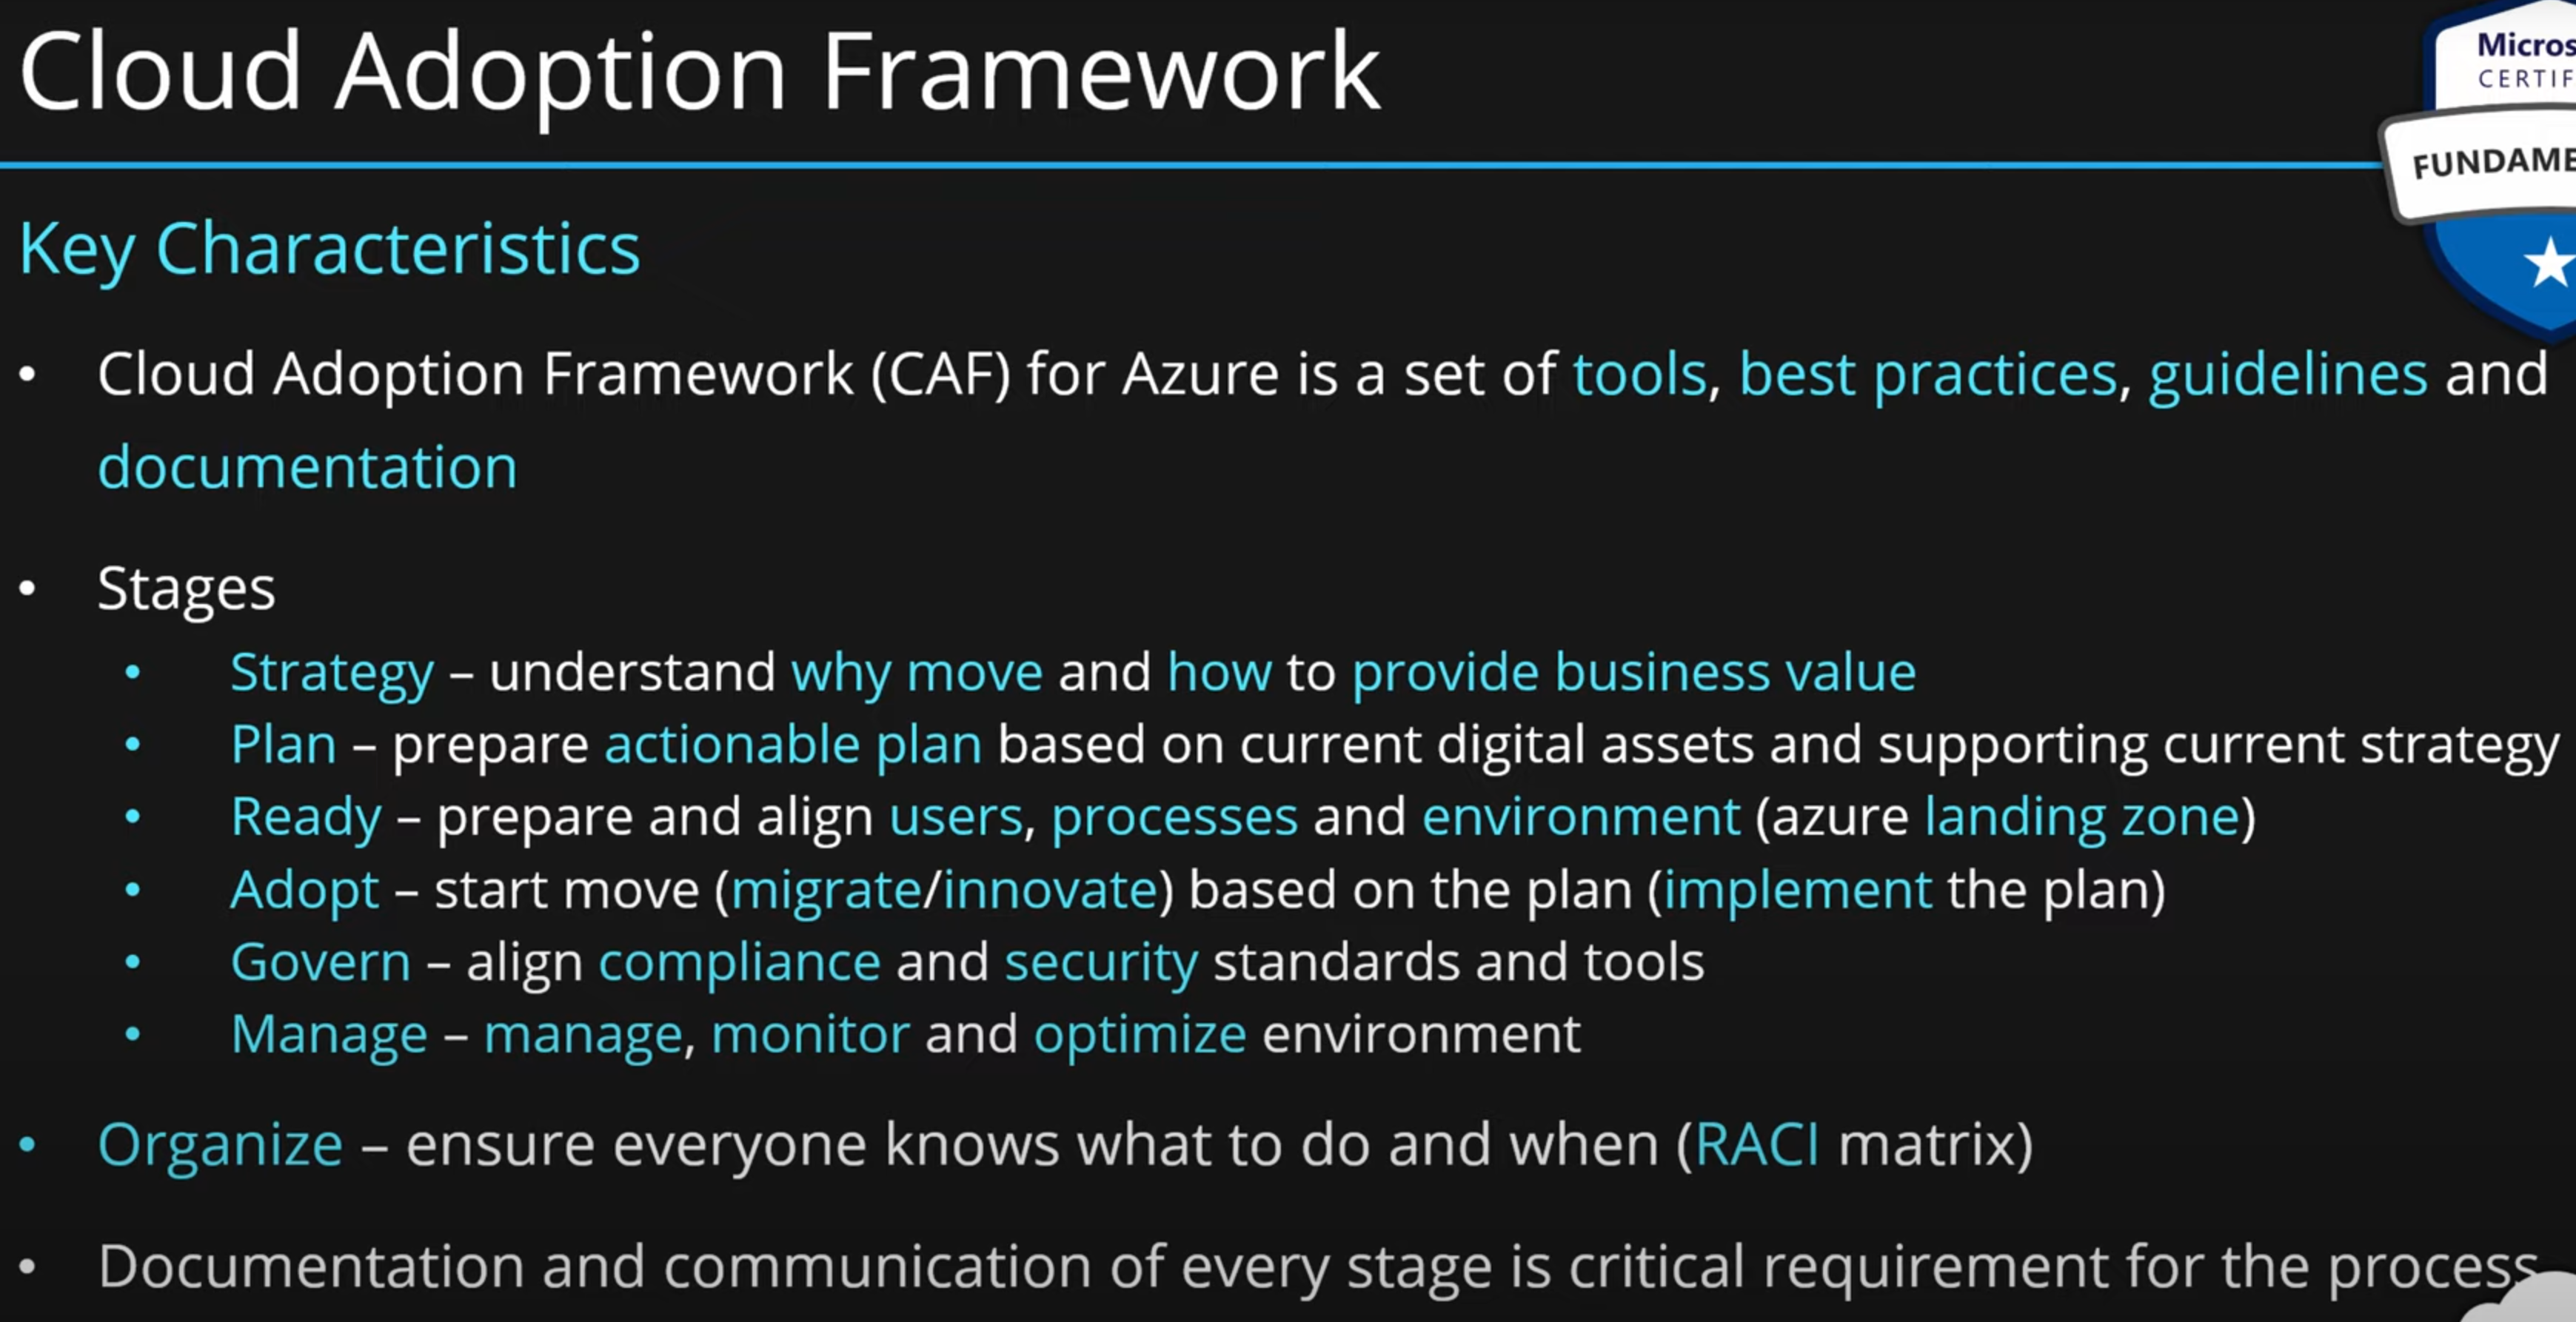 Cloud Adoption Framework
Micros
CERTIF
FUNDAME
Key Characteristics
• Cloud Adoption Framework (CAF) for Azure is a set of tools, best practices, guidelines and
documentation
• Stages
• Strategy – understand why move and how to provide business value
• Plan – prepare actionable plan based on current digital assets and supporting current strategy
• Ready – prepare and align users, processes and environment (azure landing zone)
• Adopt – start move (migrate/innovate) based on the plan (implement the plan)
• Govern – align compliance and security standards and tools
• Manage – manage, monitor and optimize environment
• Organize – ensure everyone knows what to do and when (RACI matrix)
• Documentation and communication of every stage is critical requirement for the process